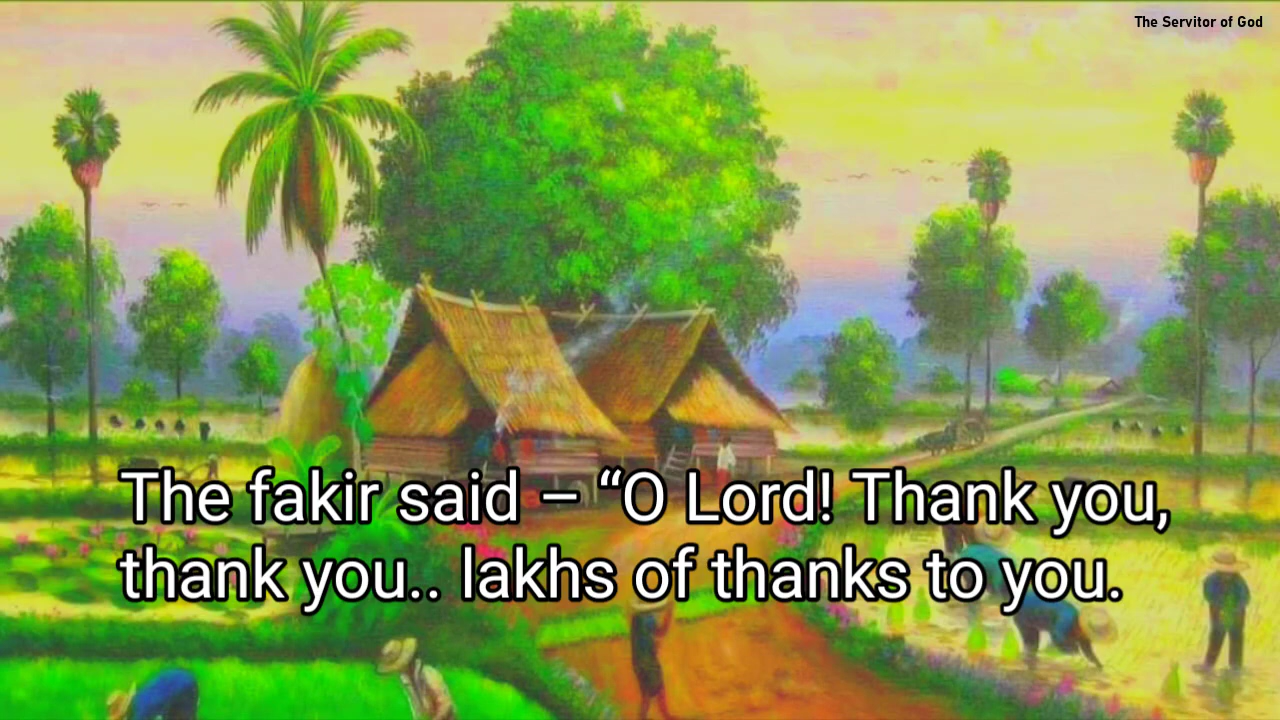 The Servitor of God
The fakir said – “O Lord! Thank you,
thank you.. lakhs of thanks to you.